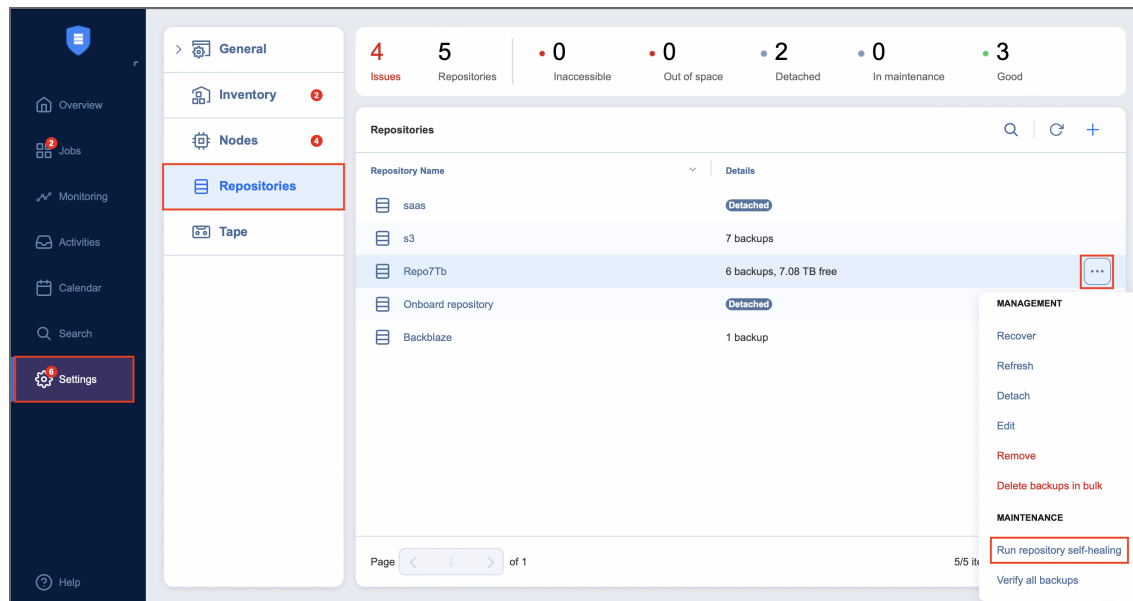 Overview
2
Jobs
Monitoring
Activities
Calendar
Search
6
Settings
Help
General
Inventory 2
Nodes 4
Repositories
Tape
4 5 0 0 2 0 3
Issues Repositories Inaccessible Out of space Detached In maintenance Good
Repositories
Repository Name Details
saas Detached
s3 7 backups
Repo7Tb 6 backups, 7.08 TB free
Onboard repository Detached
Backblaze 1 backup
MANAGEMENT
Recover
Refresh
Detach
Edit
Remove
Delete backups in bulk
MAINTENANCE
Run repository self-healing
Verify all backups
Page 1 of 1 5/5